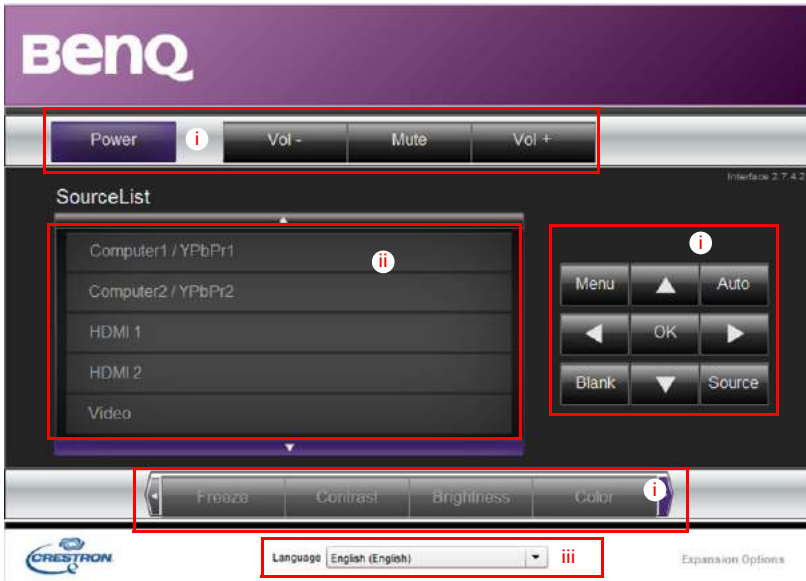 BenQ
Power i Vol - Mute Vol +
Interface 2.7.4.2
SourceList
Computer1 / YPbPr1
ii
Computer2 / YPbPr2
HDMI 1
HDMI 2
Video
i
Menu Auto
OK
Blank Source
Freeze Contrast Brightness Color i
CRESTRON
Language English (English) iii
Expansion Options